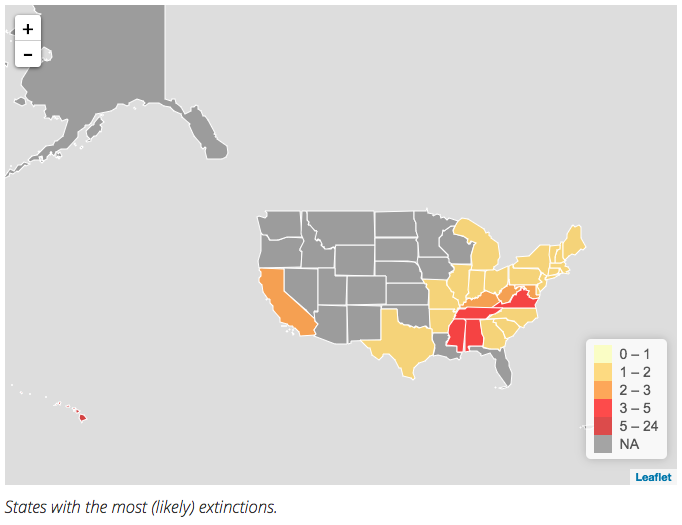 +
−
0 – 1
1 – 2
2 – 3
3 – 5
5 – 24
NA
Leaflet
States with the most (likely) extinctions.